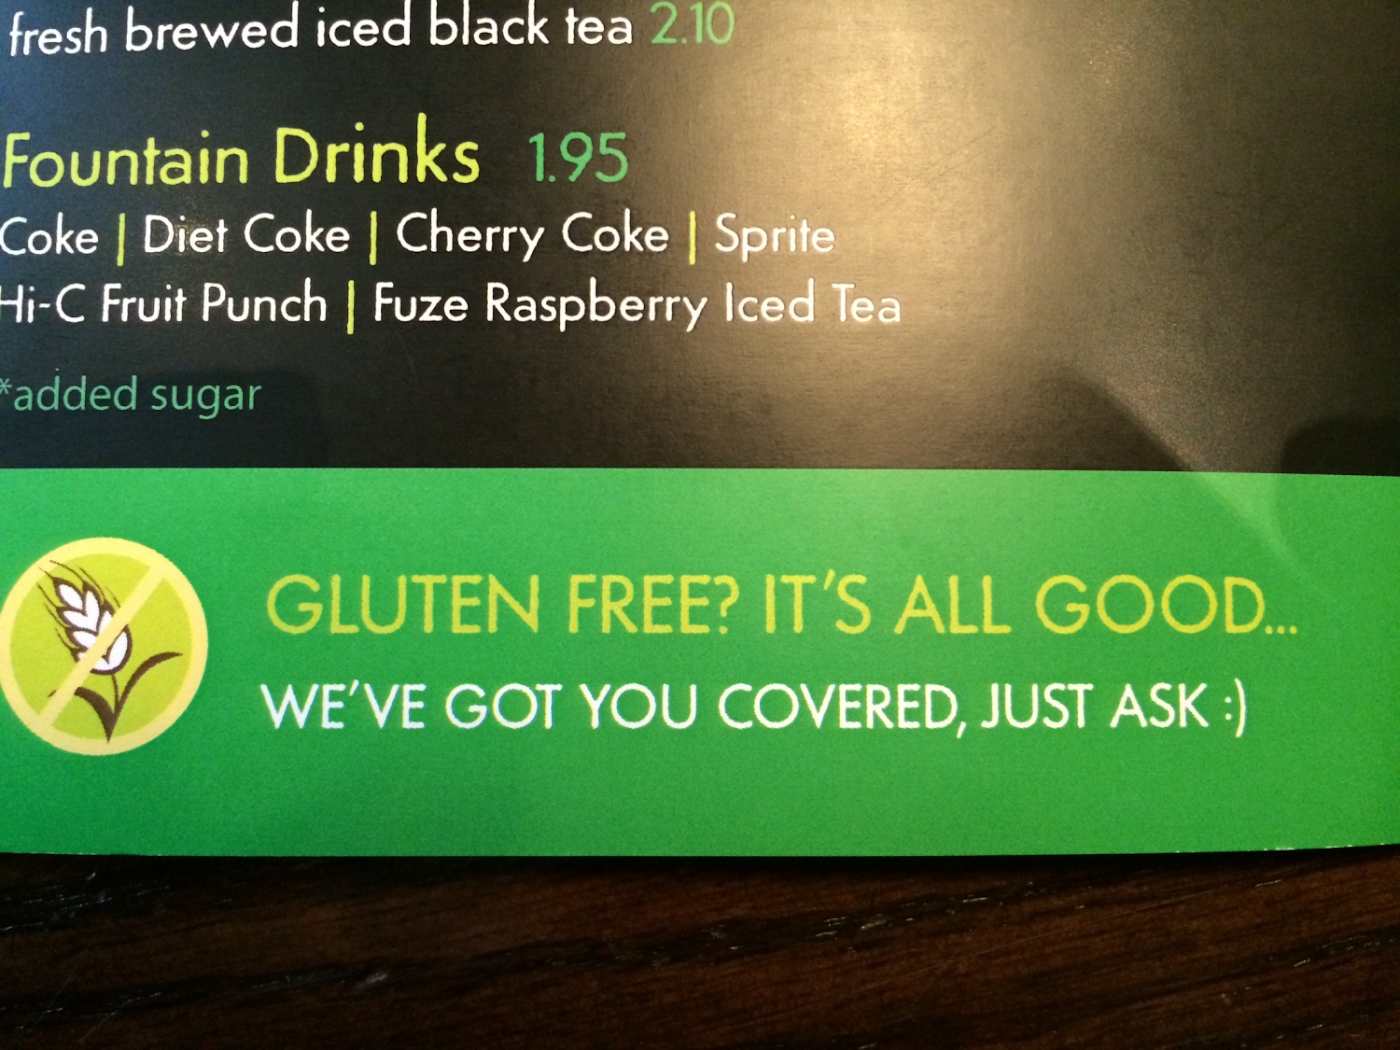 fresh brewed iced black tea 2.10
Fountain Drinks 1.95
Coke | Diet Coke | Cherry Coke | Sprite
Hi-C Fruit Punch | Fuze Raspberry Iced Tea
*added sugar
GLUTEN FREE? IT'S ALL GOOD...
WE'VE GOT YOU COVERED, JUST ASK :)